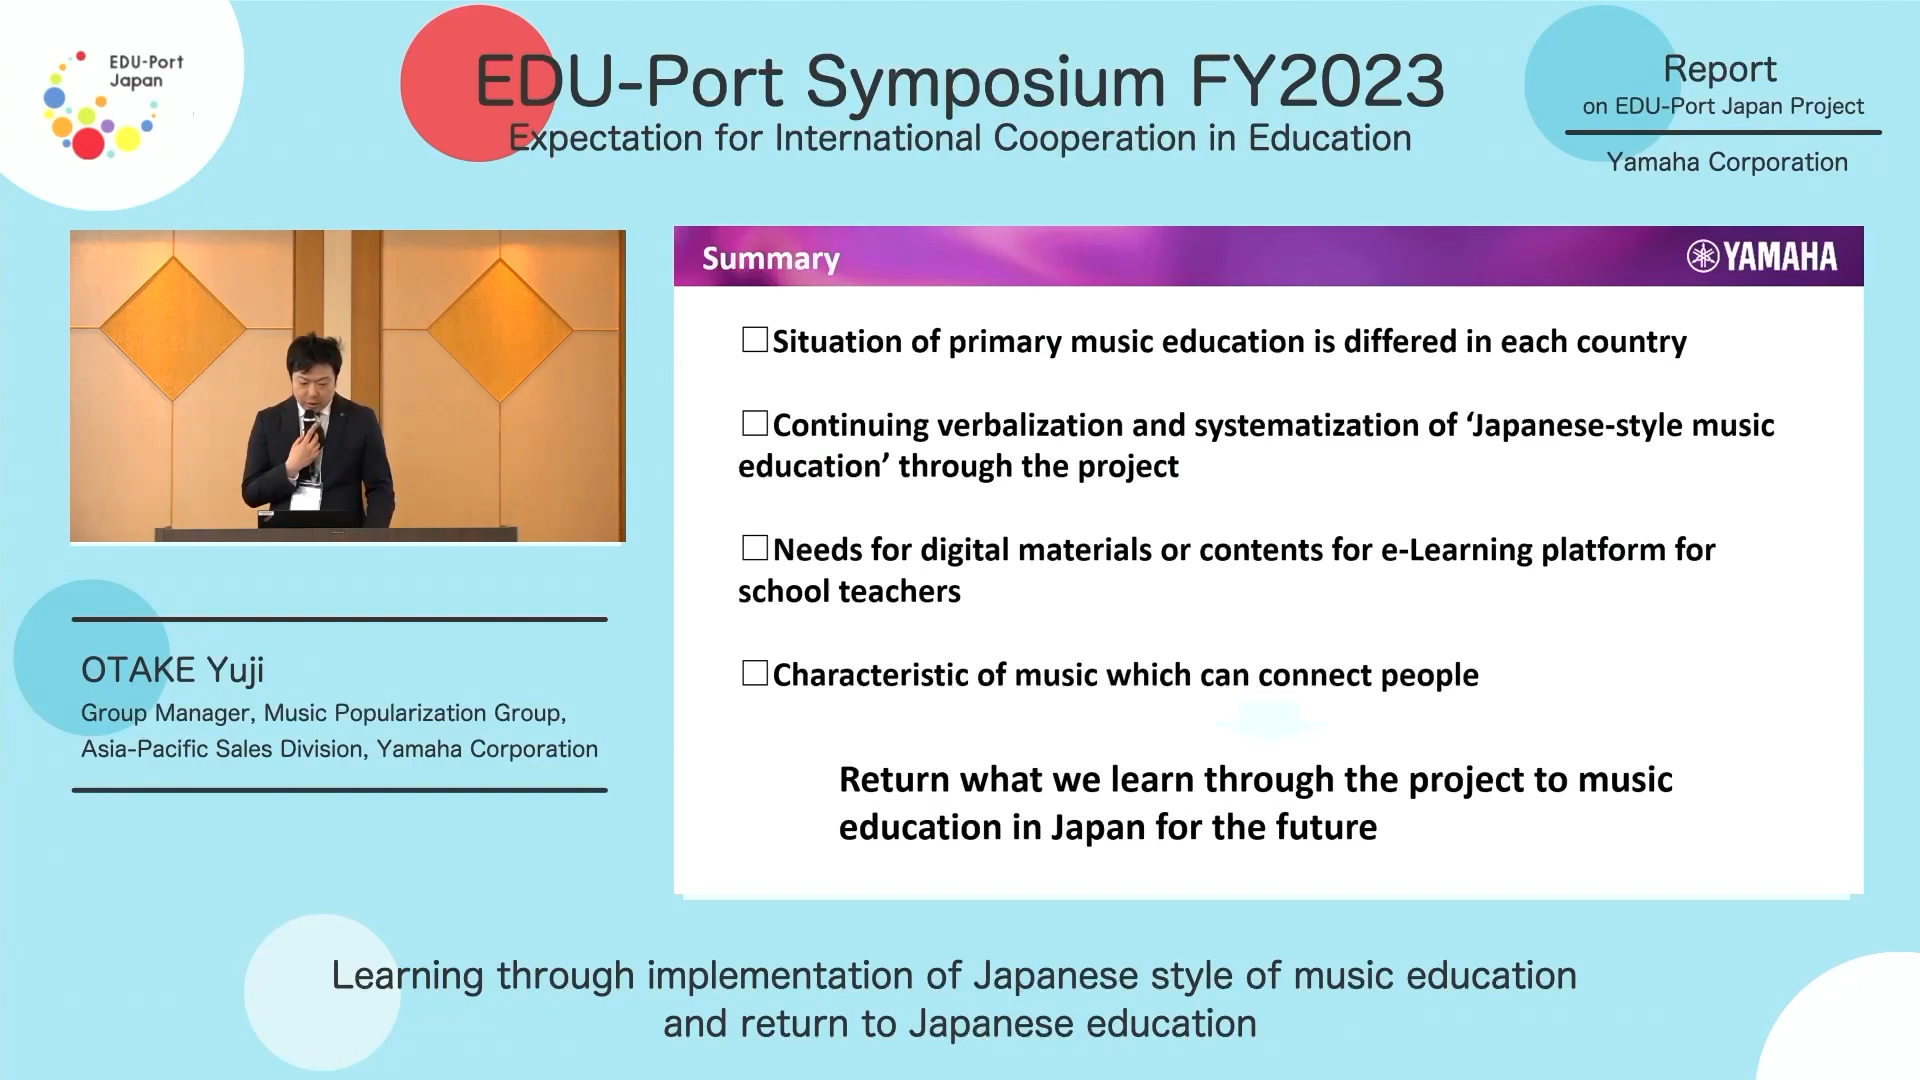 EDU-Port
Japan
EDU-Port Symposium FY2023
Expectation for International Cooperation in Education
Report
on EDU-Port Japan Project
Yamaha Corporation
Summary
YAMAHA
☐Situation of primary music education is differed in each country
☐Continuing verbalization and systematization of ‘Japanese-style music
education’ through the project
☐Needs for digital materials or contents for e-Learning platform for
school teachers
☐Characteristic of music which can connect people
Return what we learn through the project to music
education in Japan for the future
OTAKE Yuji
Group Manager, Music Popularization Group,
Asia-Pacific Sales Division, Yamaha Corporation
Learning through implementation of Japanese style of music education
and return to Japanese education